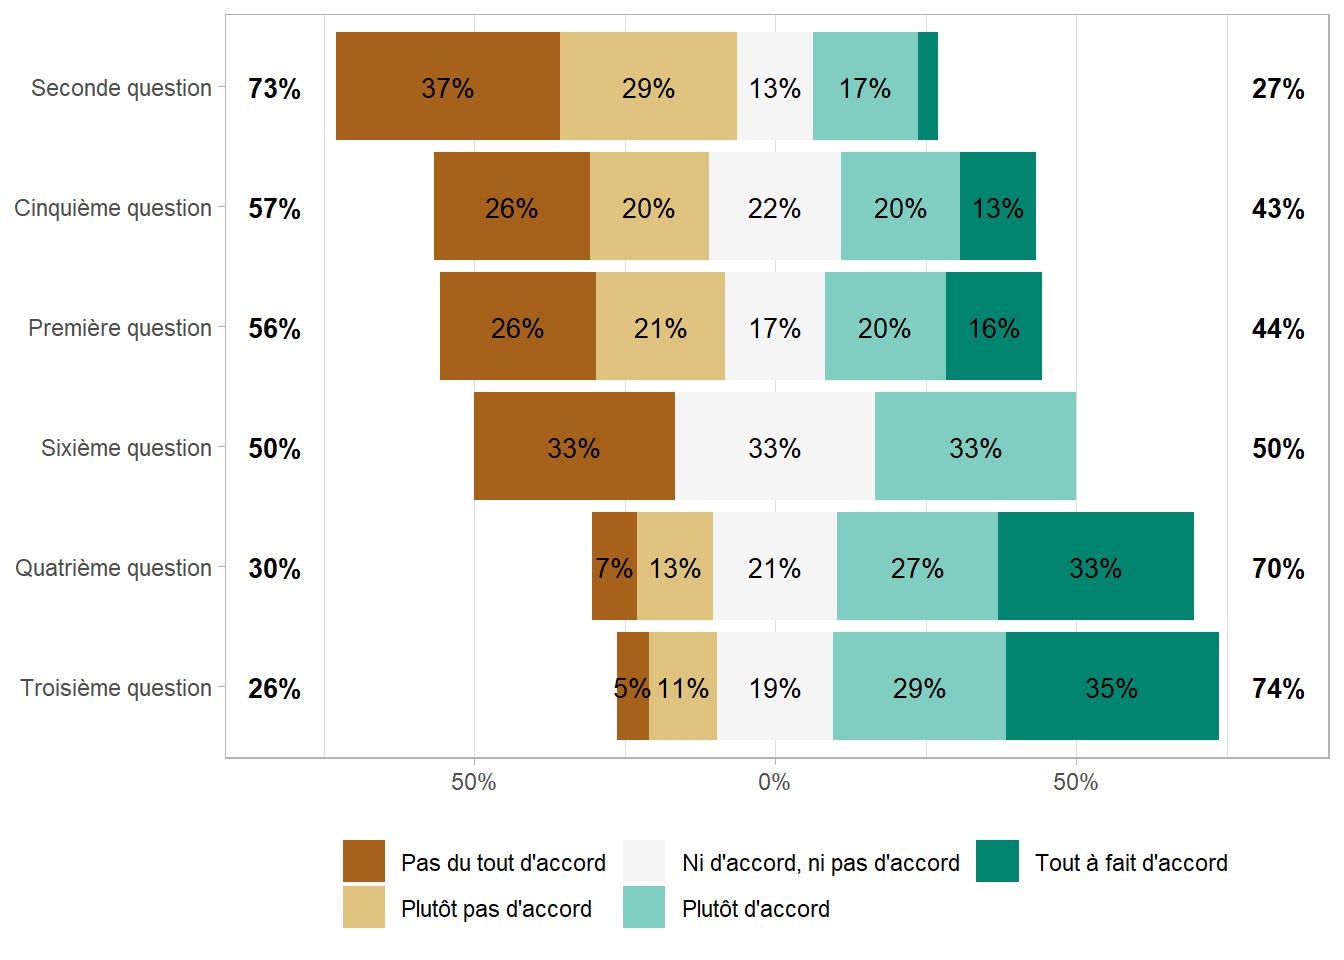 Seconde question 73% 37% 29% 13% 17% 27%
Cinquième question 57% 26% 20% 22% 20% 13% 43%
Première question 56% 26% 21% 17% 20% 16% 44%
Sixième question 50% 33% 33% 33% 50%
Quatrième question 30% 7% 13% 21% 27% 33% 70%
Troisième question 26% 5% 11% 19% 29% 35% 74%
50% 0% 50%
Pas du tout d'accord Ni d'accord, ni pas d'accord Tout à fait d'accord
Plutôt pas d'accord Plutôt d'accord